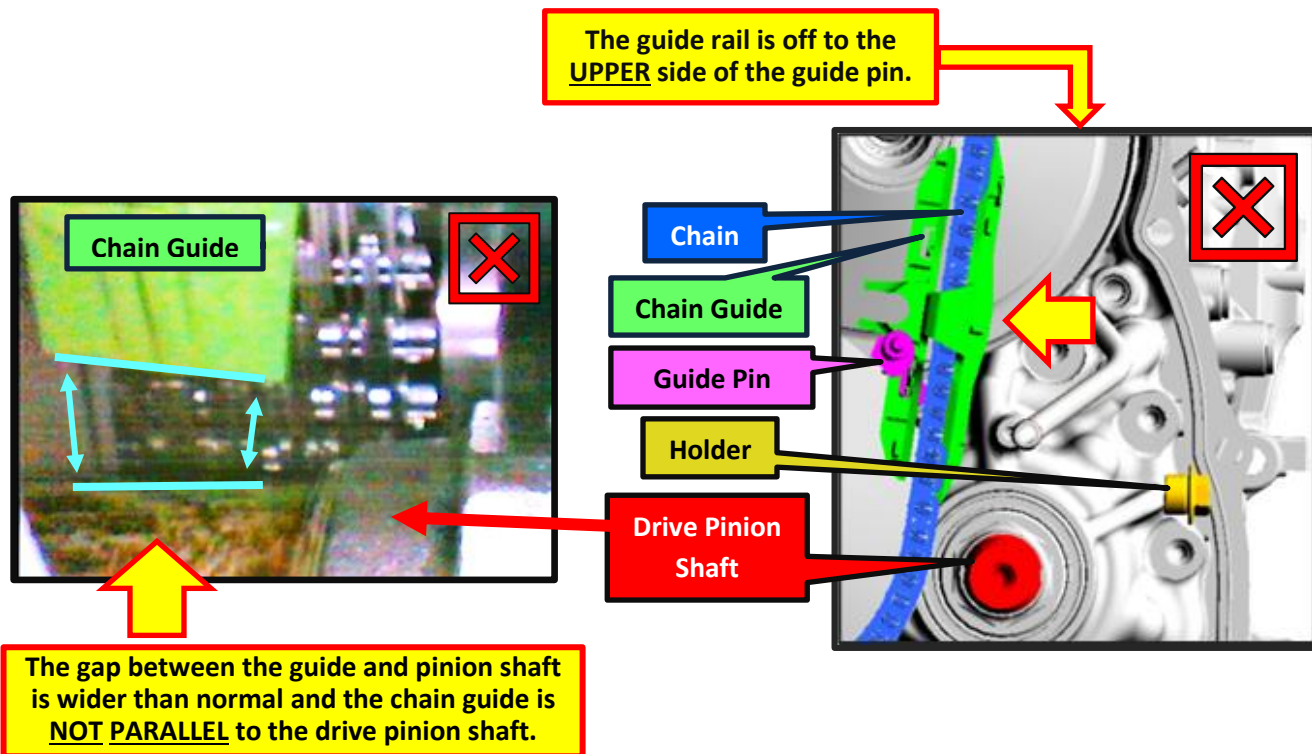 The guide rail is off to the
UPPER side of the guide pin.
Chain Guide
Chain
Chain Guide
Guide Pin
Holder
Drive Pinion
Shaft
The gap between the guide and pinion shaft
is wider than normal and the chain guide is
NOT PARALLEL to the drive pinion shaft.